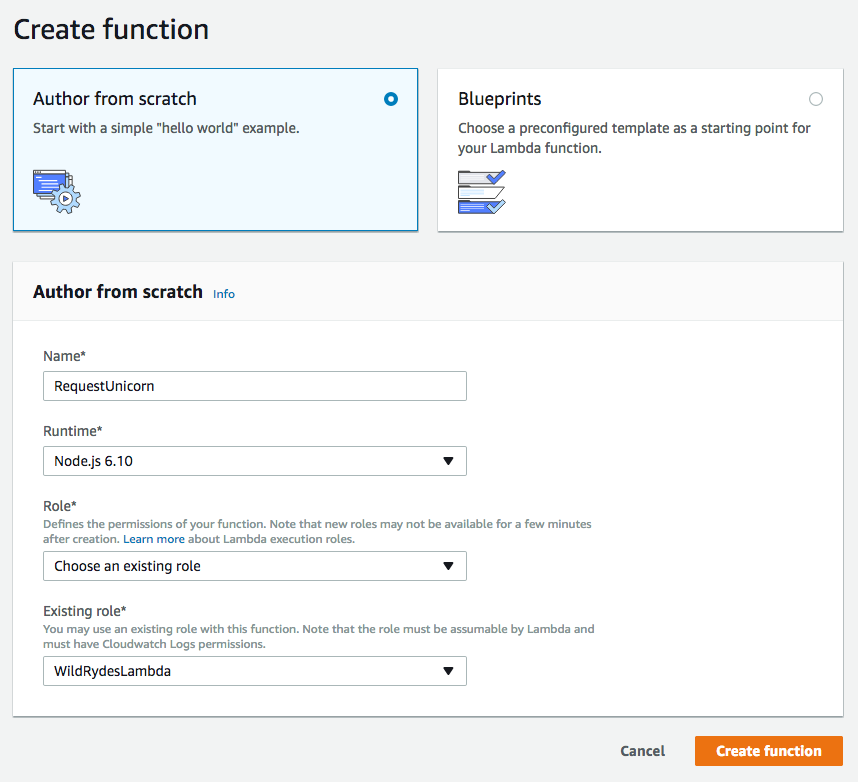 Create function
Author from scratch
Start with a simple "hello world" example.
Blueprints
Choose a preconfigured template as a starting point for
your Lambda function.
Author from scratch Info
Name*
RequestUnicorn
Runtime*
Node.js 6.10
Role*
Defines the permissions of your function. Note that new roles may not be available for a few minutes
after creation. Learn more about Lambda execution roles.
Choose an existing role
Existing role*
You may use an existing role with this function. Note that the role must be assumable by Lambda and
must have Cloudwatch Logs permissions.
WildRydesLambda
Cancel
Create function